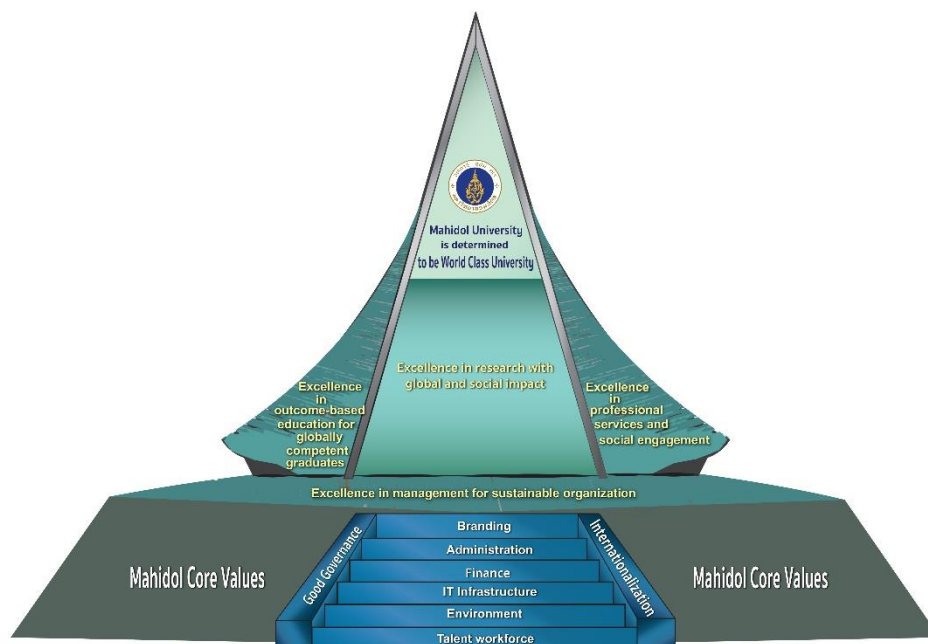 Mahidol University
is determined
to be World Class University
Excellence in research with
global and social impact
Excellence
in
outcome-based
education for
globally
competent
graduates
Excellence
in
professional
services and
social engagement
Excellence in management for sustainable organization
Mahidol Core Values
Good Governance
Branding
Administration
Finance
IT Infrastructure
Environment
Talent workforce
Internationalization
Mahidol Core Values